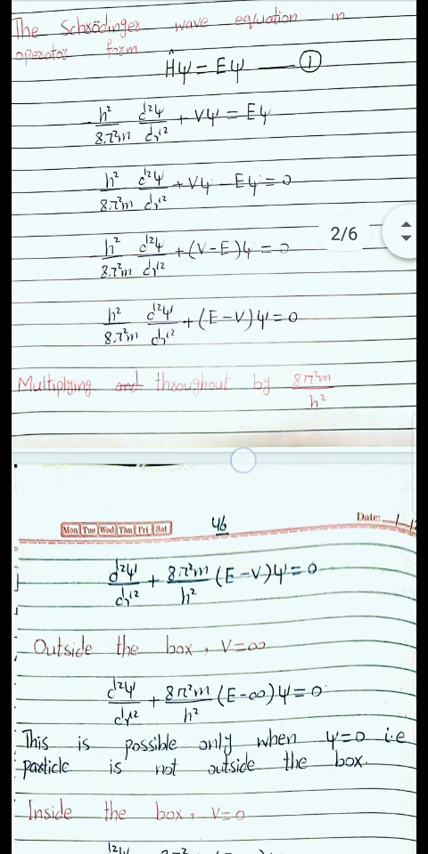 The Schrödinger wave equation in
operator form
Ĥψ = Eψ — ①
-h²/8π²m d²ψ/dx² + Vψ = Eψ
h²/8π²m d²ψ/dx² + Vψ - Eψ = 0
-h²/8π²m d²ψ/dx² + (V-E)ψ = 0
2/6
h²/8π²m d²ψ/dx² + (E-V)ψ = 0
Multiplying and throughout by 8π²m/h²
46
Date:
Mon Tue Wed Thu Fri Sat
d²ψ/dx² + 8π²m/h² (E-V)ψ = 0
Outside the box, V=∞
d²ψ/dx² + 8π²m/h² (E-∞)ψ = 0
This is possible only when ψ=0 i.e
particle is not outside the box.
Inside the box, V=0